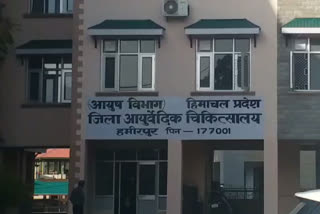 आयुष विभाग हिमाचल प्रदेश
जिला आयुर्वेदिक चिकित्सालय
हमीरपुर पिन - 177001